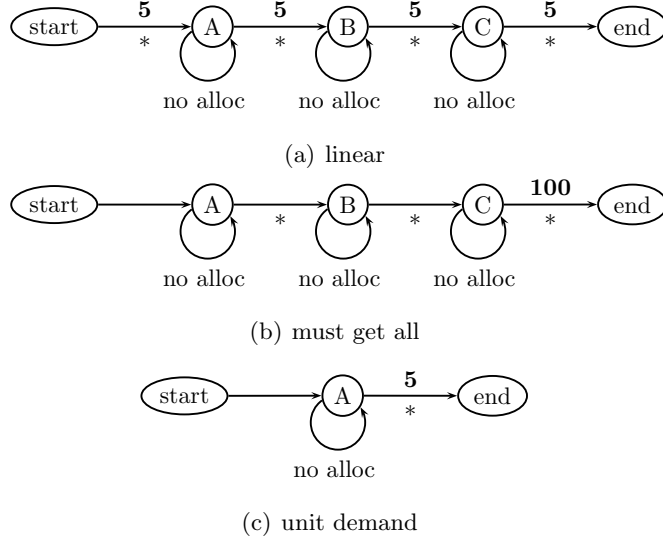 5 5 5 5
start A B C end
* * * *
no alloc no alloc no alloc
(a) linear
100
start A B C end
* * *
no alloc no alloc no alloc
(b) must get all
5
start A end
*
no alloc
(c) unit demand